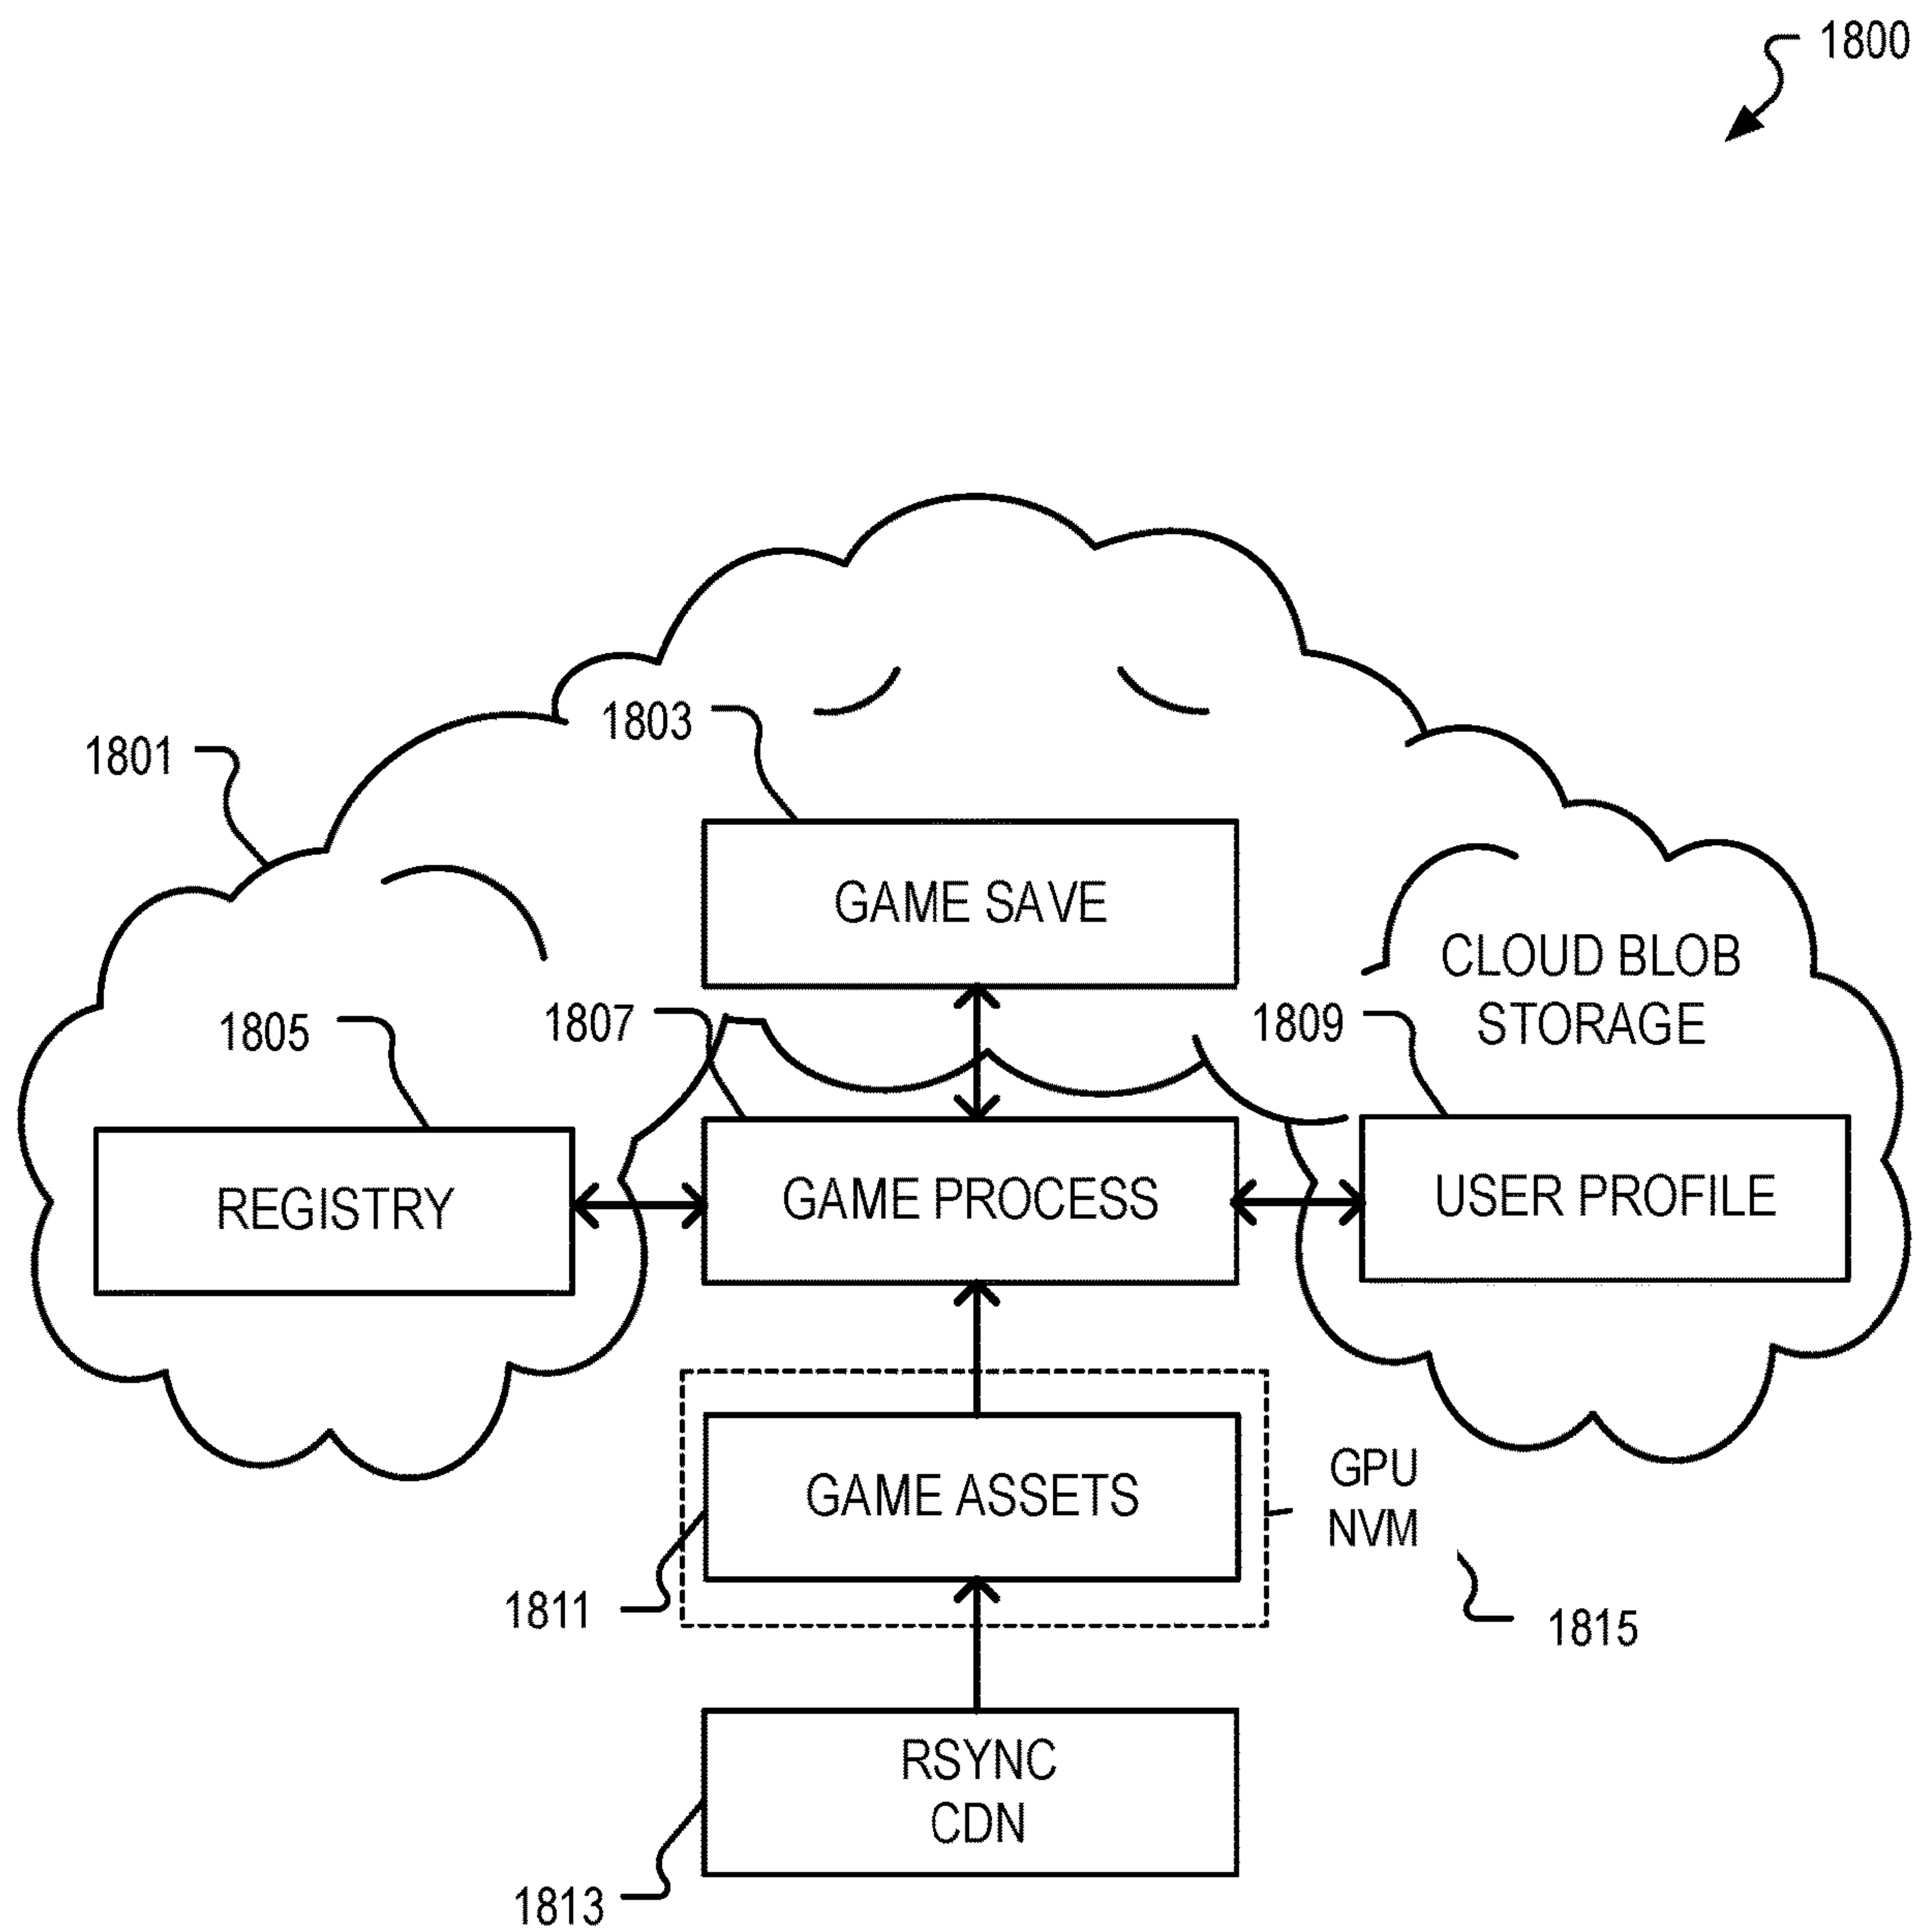 1800
1803
1801
GAME SAVE
CLOUD BLOB
STORAGE
1805
1807
1809
REGISTRY
GAME PROCESS
USER PROFILE
GAME ASSETS
GPU
NVM
1811
1815
RSYNC
CDN
1813